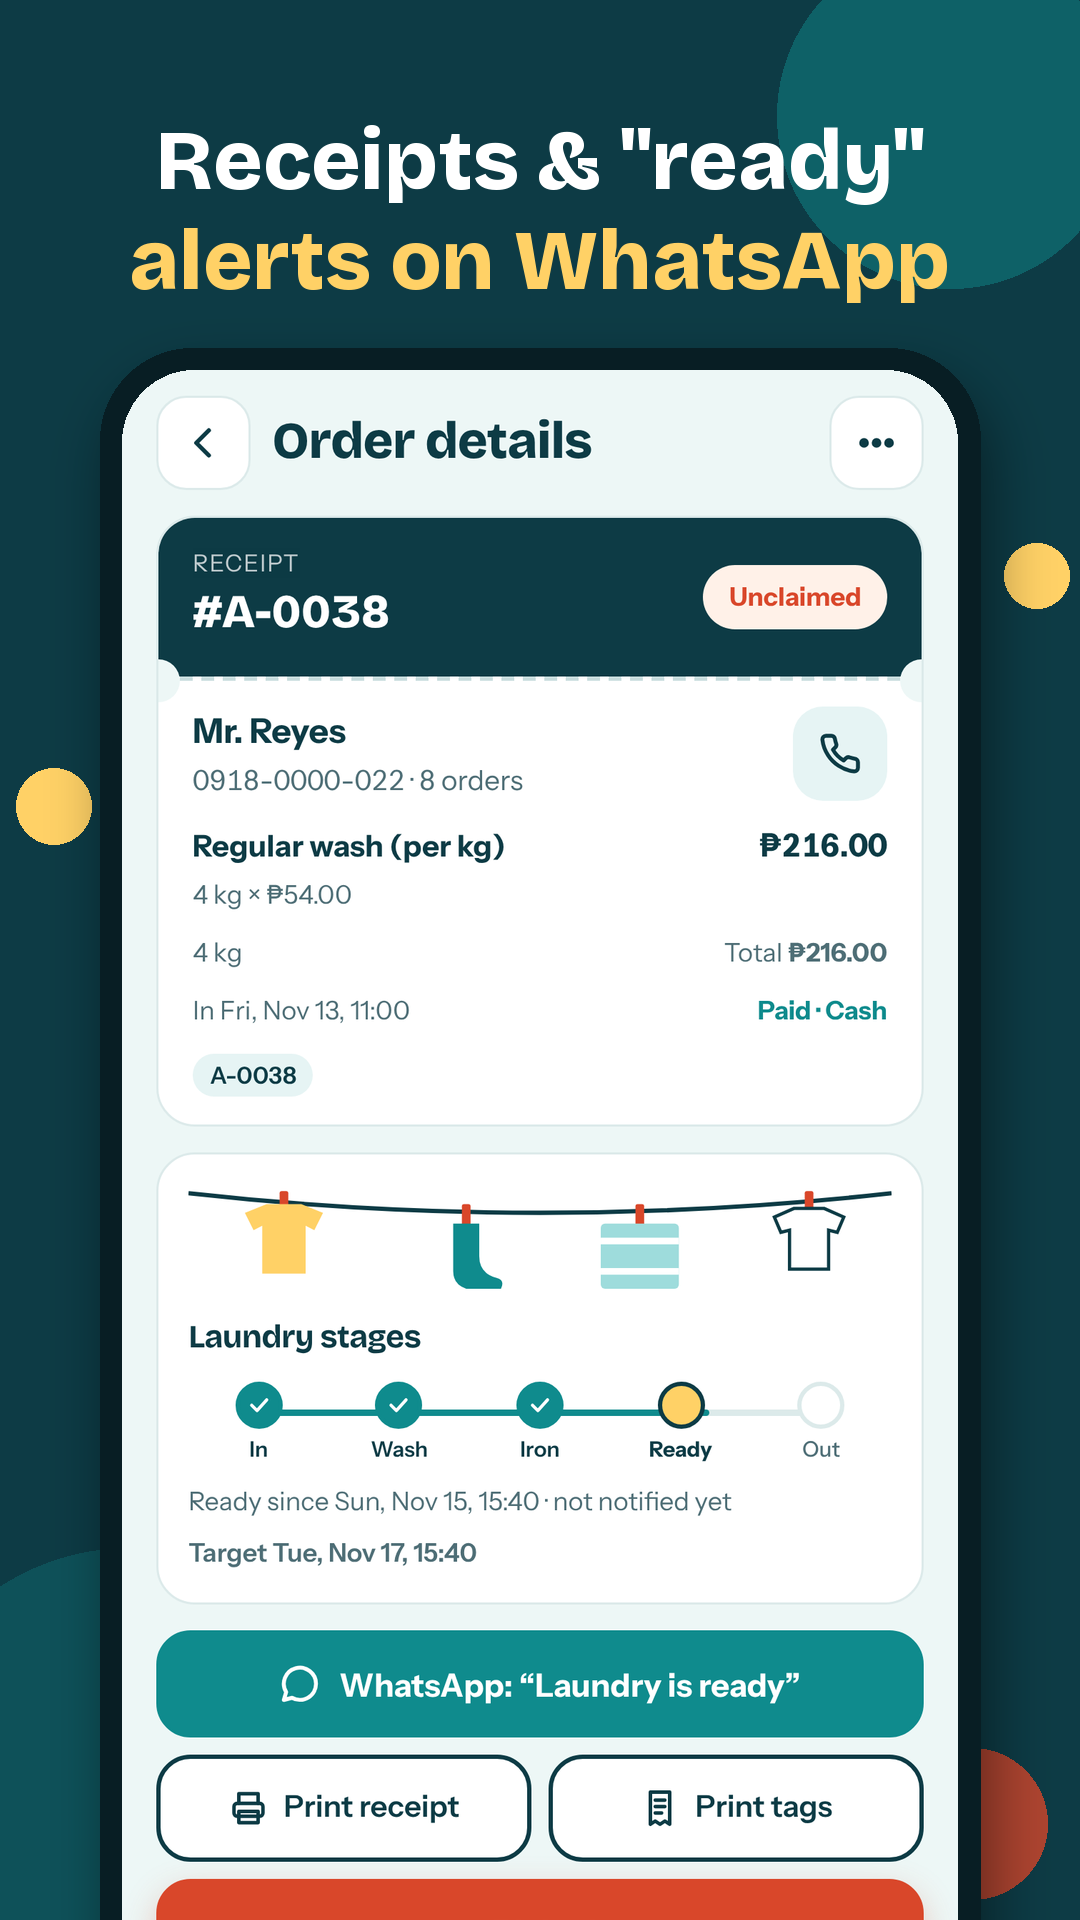 Receipts & "ready"
alerts on WhatsApp
Order details
RECEIPT
#A-0038
Unclaimed
Mr. Reyes
0918-0000-022 · 8 orders
Regular wash (per kg)
₱216.00
4 kg × ₱54.00
4 kg
Total ₱216.00
In Fri, Nov 13, 11:00
Paid · Cash
A-0038
Laundry stages
In
Wash
Iron
Ready
Out
Ready since Sun, Nov 15, 15:40 · not notified yet
Target Tue, Nov 17, 15:40
WhatsApp: “Laundry is ready”
Print receipt
Print tags